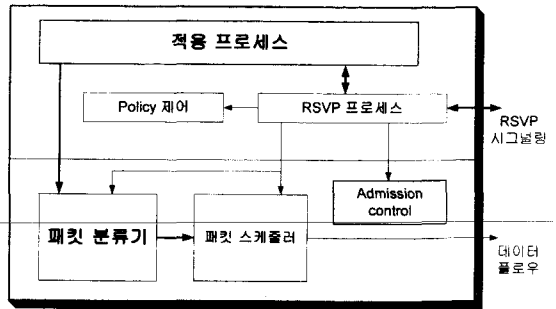 적용 프로세스
Policy 제어
RSVP 프로세스
RSVP
시그널링
Admission
control
패킷 분류기
패킷 스케줄러
데이터
플로우